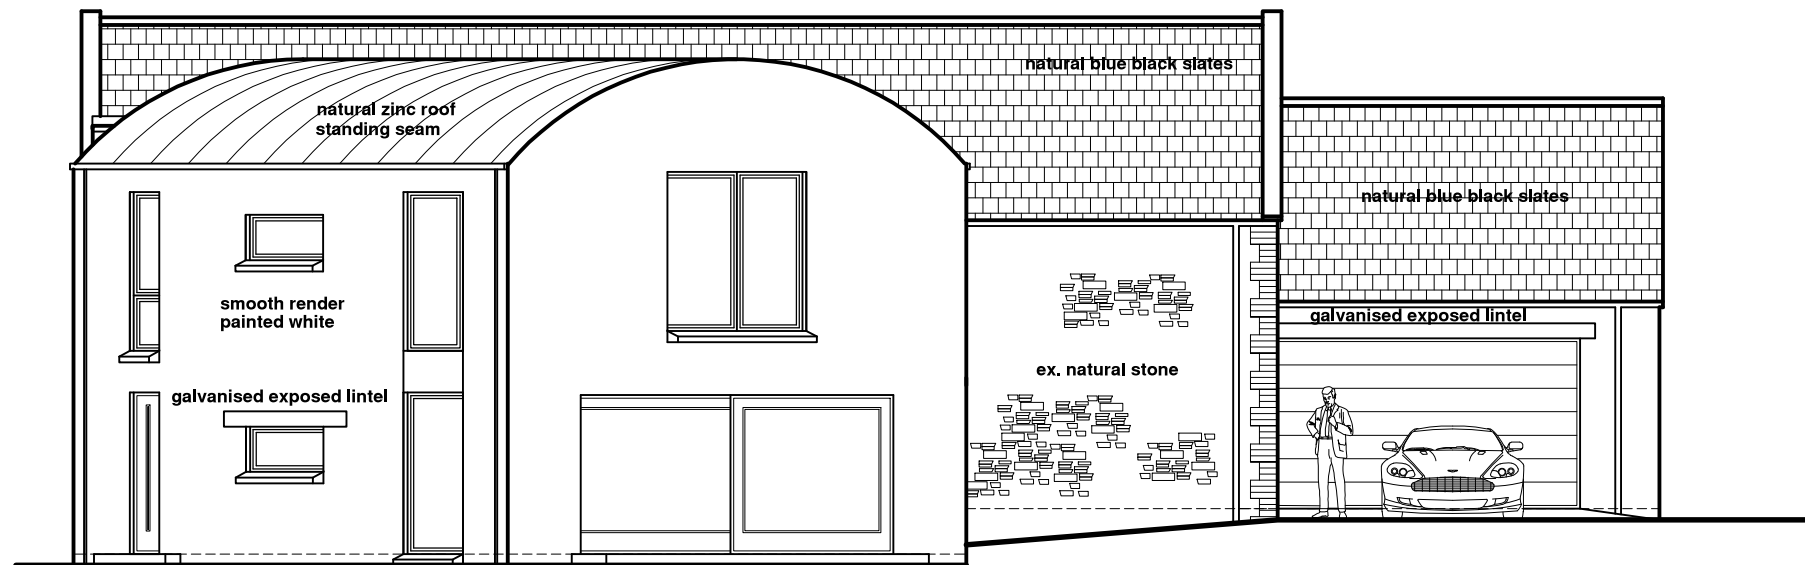 natural blue black slates
natural zinc roof
standing seam
natural blue black slates
smooth render
painted white
galvanised exposed lintel
ex. natural stone
galvanised exposed lintel